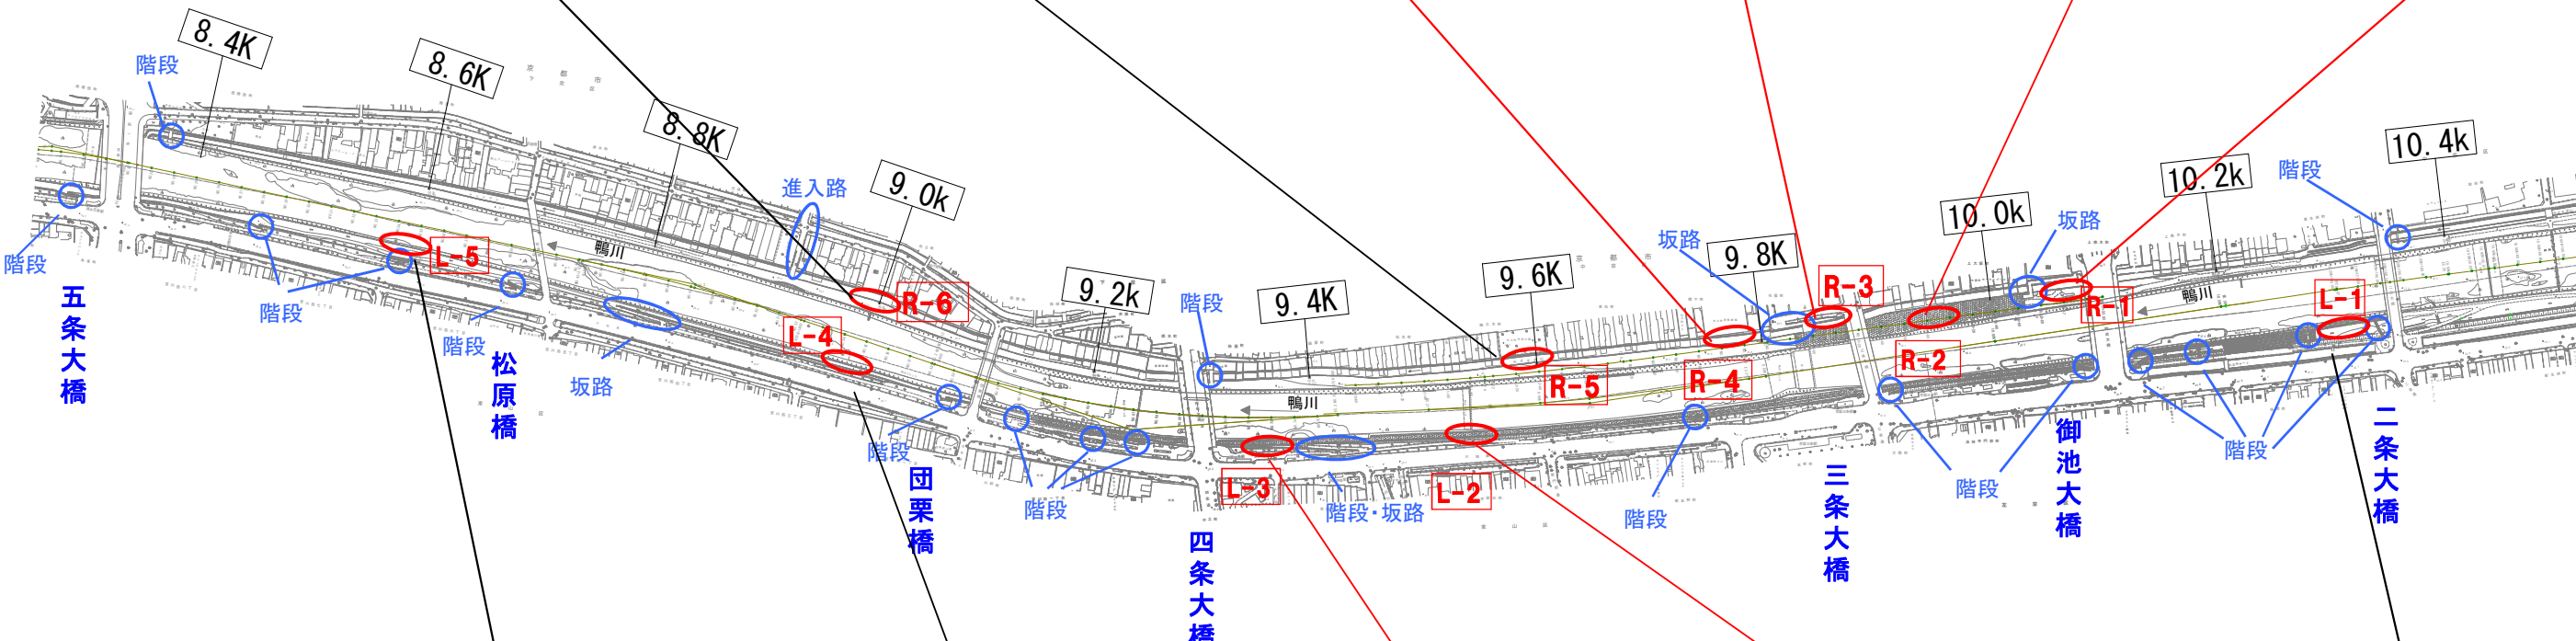 8.4K
8.6K
8.8K
9.0k
9.2k
9.4K
9.6K
9.8K
10.0k
10.2k
10.4k
階段
進入路
階段
坂路
坂路
階段
鴨川
鴨川
鴨川
L-5
R-6
L-4
R-5
R-4
R-3
R-2
R-1
L-1
L-3
L-2
階段
階段
階段
坂路
階段
階段
階段・坂路
階段
階段
階段
五条大橋
松原橋
団栗橋
四条大橋
三条大橋
御池大橋
二条大橋